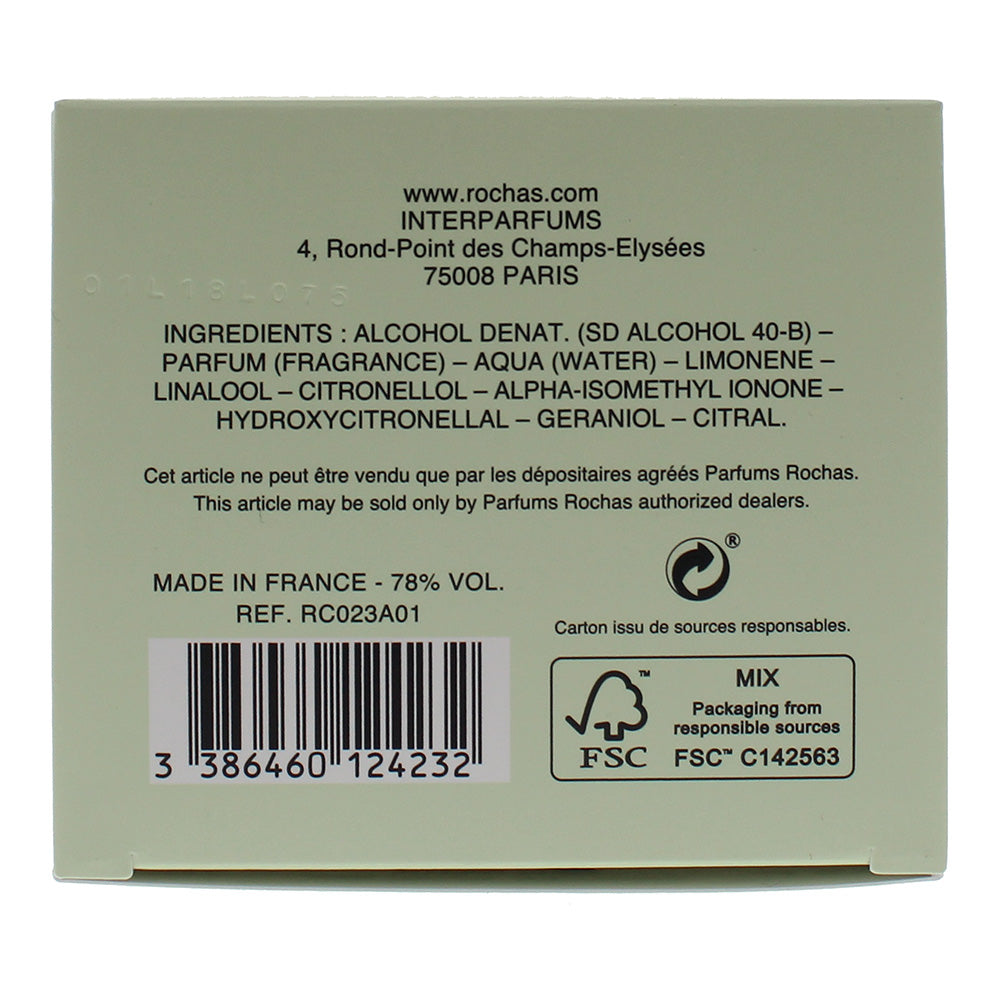 www.rochas.com
INTERPARFUMS
4, Rond-Point des Champs-Elysées
75008 PARIS
01L18L075
INGREDIENTS : ALCOHOL DENAT. (SD ALCOHOL 40-B) –
PARFUM (FRAGRANCE) – AQUA (WATER) – LIMONENE –
LINALOOL – CITRONELLOL – ALPHA-ISOMETHYL IONONE –
HYDROXYCITRONELLAL – GERANIOL – CITRAL.
Cet article ne peut être vendu que par les dépositaires agréés Parfums Rochas.
This article may be sold only by Parfums Rochas authorized dealers.
®
MADE IN FRANCE - 78% VOL.
REF. RC023A01
Carton issu de sources responsables.
3 386460 124232
™
FSC
MIX
Packaging from
responsible sources
FSC™ C142563